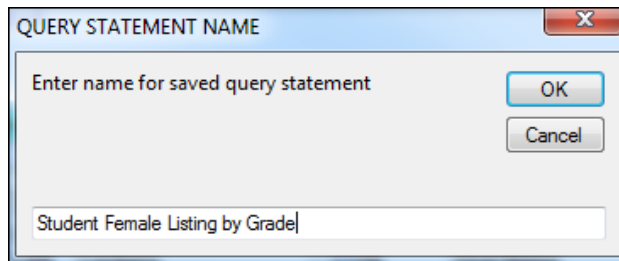 QUERY STATEMENT NAME
Enter name for saved query statement
OK
Cancel
Student Female Listing by Grade